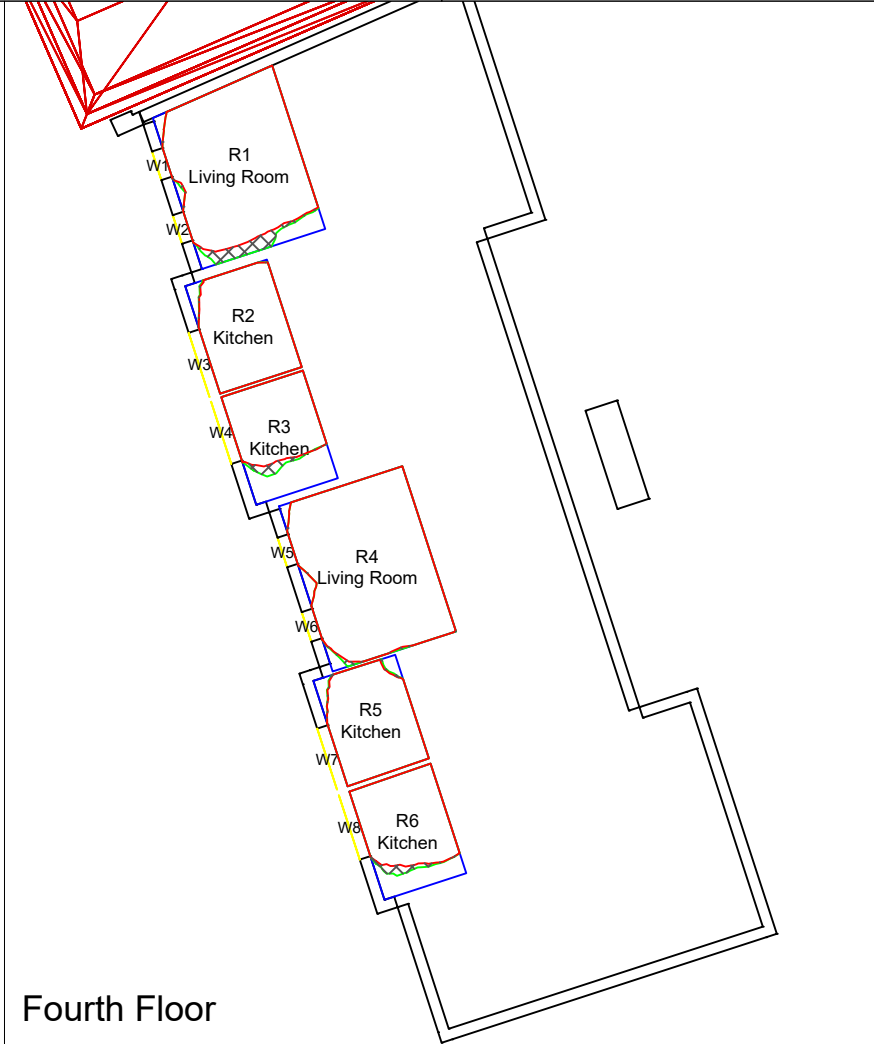 W1
R1
Living Room
W2
R2
Kitchen
W3
R3
Kitchen
W4
W5
R4
Living Room
W6
R5
Kitchen
W7
R6
Kitchen
W8
Fourth Floor